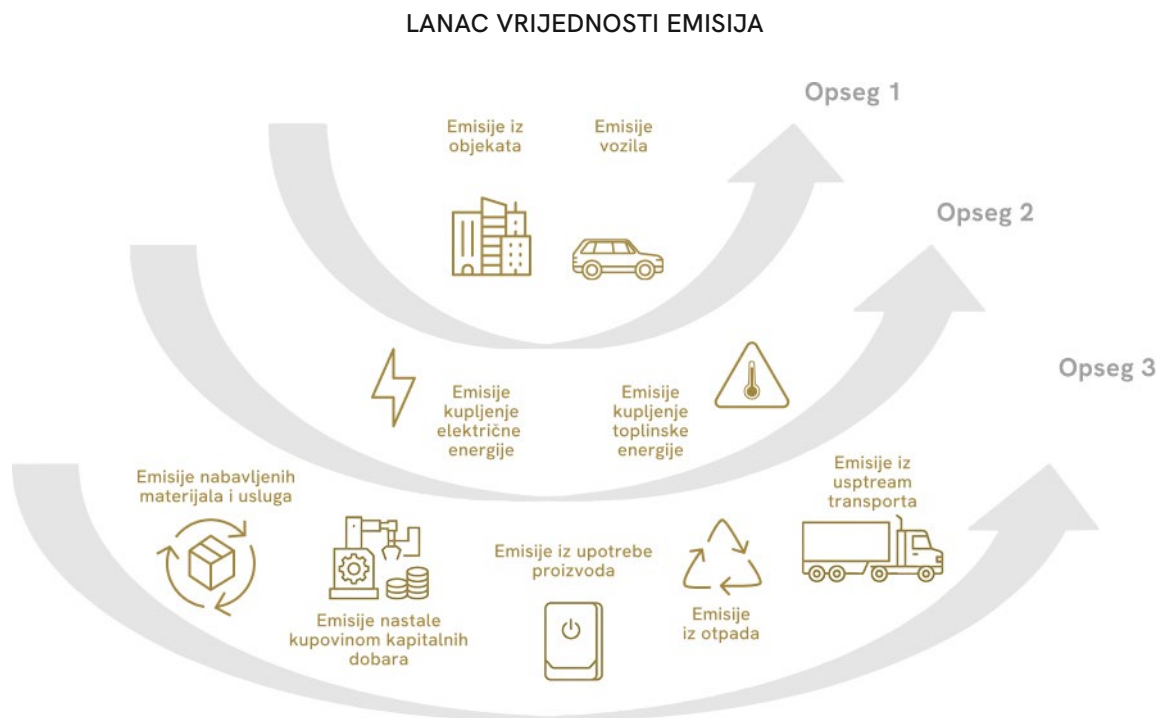 LANAC VRIJEDNOSTI EMISIJA
Opseg 1
Emisije iz
objekata
Emisije
vozila
Opseg 2
Emisije
kupljenje
električne
energije
Emisije
kupljenje
toplinske
energije
Opseg 3
Emisije nabavljenih
materijala i usluga
Emisije nastale
kupovinom kapitalnih
dobara
Emisije iz upotrebe
proizvoda
Emisije
iz otpada
Emisije iz
usptream
transporta